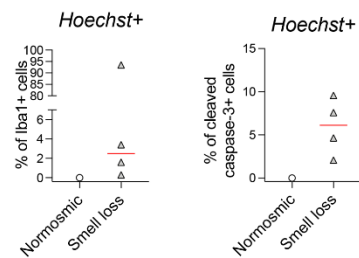 Hoechst+
% of Iba1+ cells
100
95
90
85
80
6
4
2
0
Normosmic
Smell loss
Hoechst+
% of cleaved
caspase-3+ cells
15
10
5
0
Normosmic
Smell loss